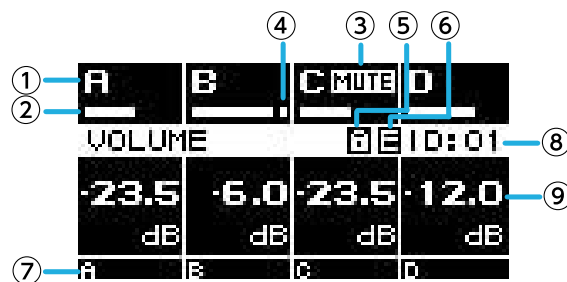 ④ ③ ⑤ ⑥
① A B C MUTE D
②
VOLUME ID:01 ⑧
-23.5 -6.0 -23.5 -12.0 ⑨
dB dB dB dB
⑦ A B C D